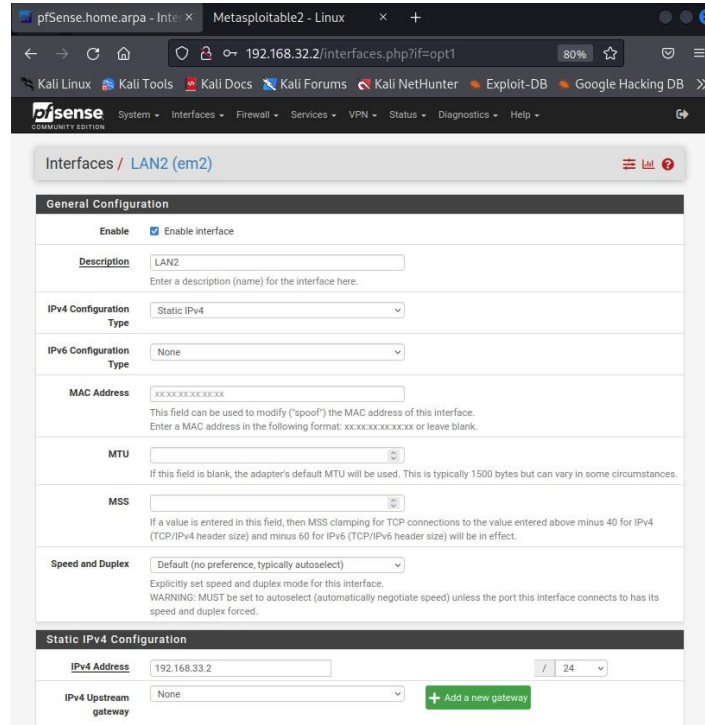 pfSense.home.arpa - Inte × Metasploitable2 - Linux × +
192.168.32.2/interfaces.php?if=opt1 80%
Kali Linux Kali Tools Kali Docs Kali Forums Kali NetHunter Exploit-DB Google Hacking DB
pfsense System Interfaces Firewall Services VPN Status Diagnostics Help
COMMUNITY EDITION
Interfaces / LAN2 (em2)
General Configuration
Enable Enable interface
Description LAN2
Enter a description (name) for the interface here.
IPv4 Configuration Type Static IPv4
IPv6 Configuration Type None
MAC Address xx:xx:xx:xx:xx:xx
This field can be used to modify ("spoof") the MAC address of this interface.
Enter a MAC address in the following format: xx:xx:xx:xx:xx:xx or leave blank.
MTU
If this field is blank, the adapter's default MTU will be used. This is typically 1500 bytes but can vary in some circumstances.
MSS
If a value is entered in this field, then MSS clamping for TCP connections to the value entered above minus 40 for IPv4
(TCP/IPv4 header size) and minus 60 for IPv6 (TCP/IPv6 header size) will be in effect.
Speed and Duplex Default (no preference, typically autoselect)
Explicitly set speed and duplex mode for this interface.
WARNING: MUST be set to autoselect (automatically negotiate speed) unless the port this interface connects to has its
speed and duplex forced.
Static IPv4 Configuration
IPv4 Address 192.168.33.2 / 24
IPv4 Upstream gateway None + Add a new gateway